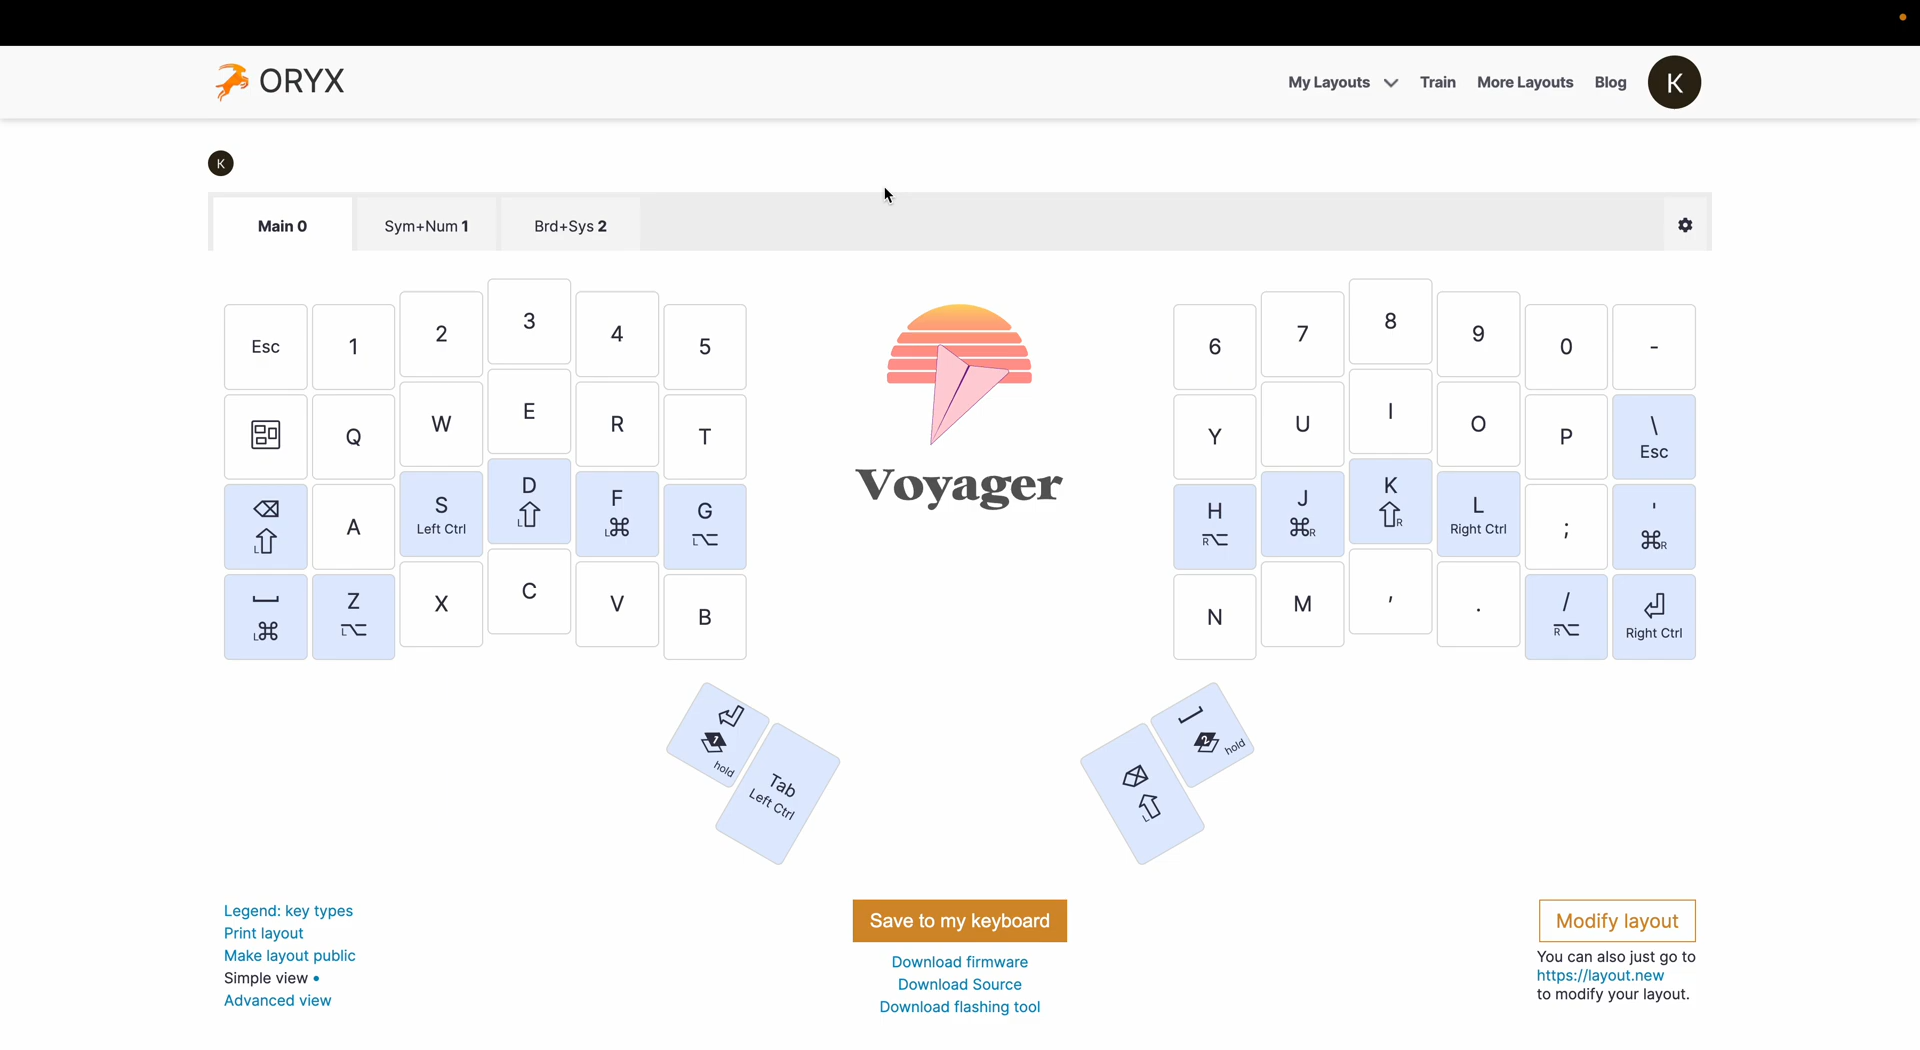 ORYX
My Layouts Train More Layouts Blog K
K
Main 0 Sym+Num 1 Brd+Sys 2
Esc 1 2 3 4 5 6 7 8 9 0 -
Q W E R T Y U I O P \
Esc
A S D F G H J K L ; '
Left Ctrl Right Ctrl
Z X C V B N M , . /
Right Ctrl
L L L L L L R R R R R L
Voyager
1 hold
Tab
Left Ctrl
2 hold
Legend: key types
Print layout
Make layout public
Simple view •
Advanced view
Save to my keyboard
Download firmware
Download Source
Download flashing tool
Modify layout
You can also just go to
https://layout.new
to modify your layout.